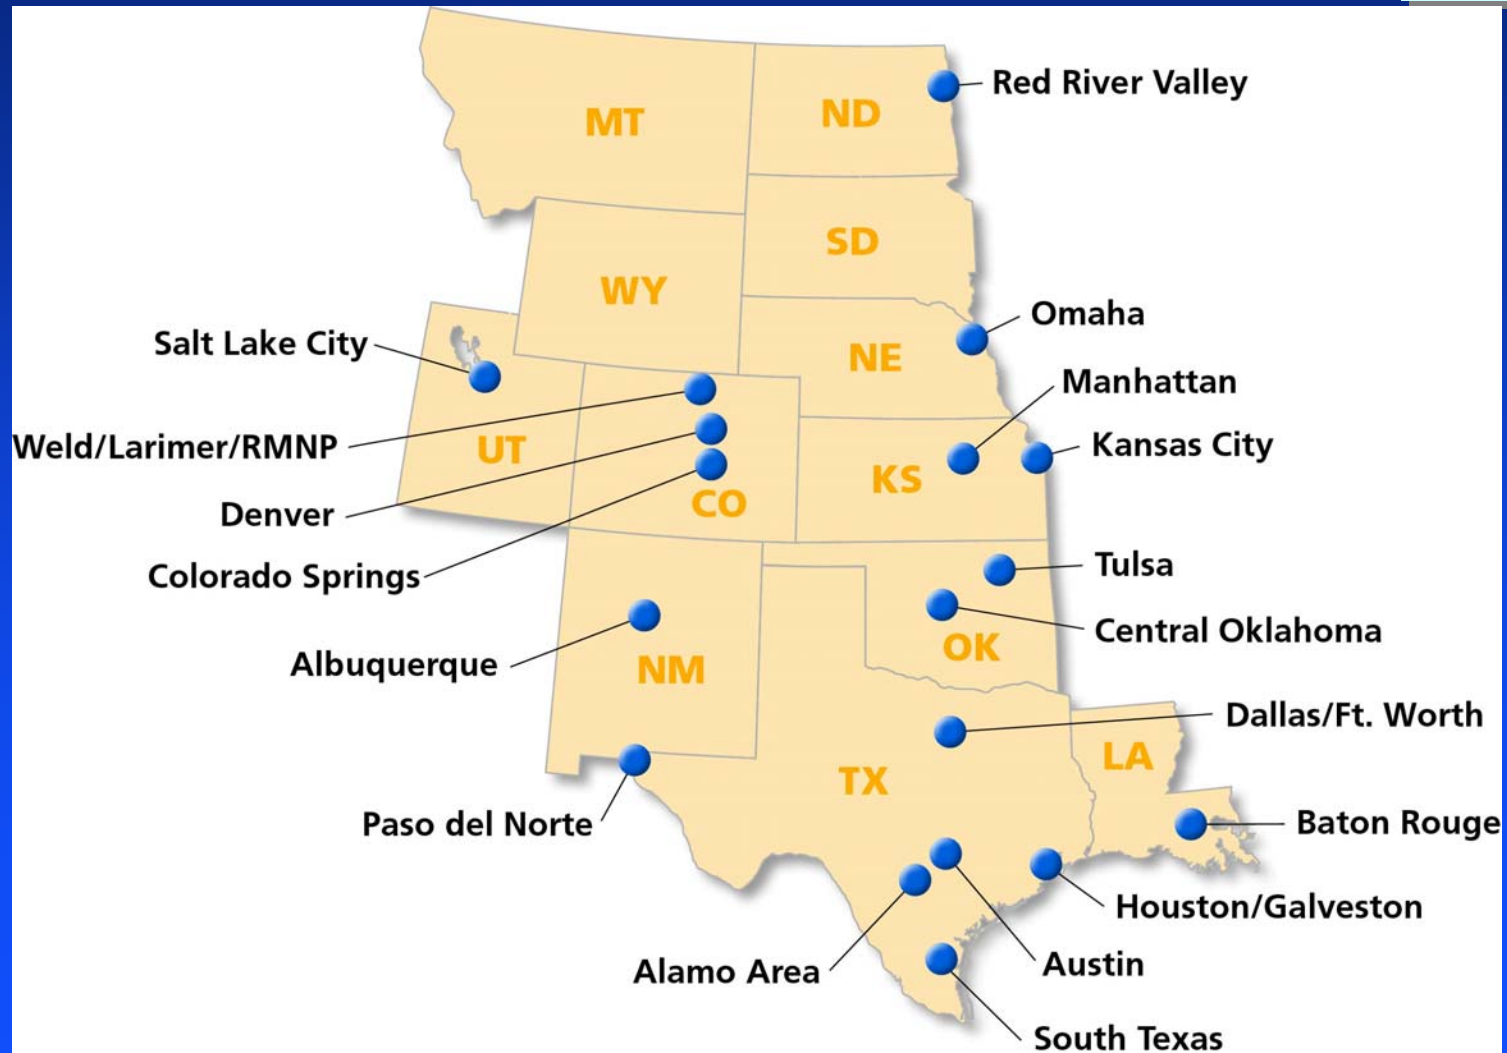 Red River Valley
MT
ND
SD
WY
Omaha
Salt Lake City
NE
Manhattan
Weld/Larimer/RMNP
UT
Kansas City
KS
CO
Denver
Tulsa
Colorado Springs
Central Oklahoma
OK
Albuquerque
NM
Dallas/Ft. Worth
LA
TX
Paso del Norte
Baton Rouge
Houston/Galveston
Alamo Area
Austin
South Texas